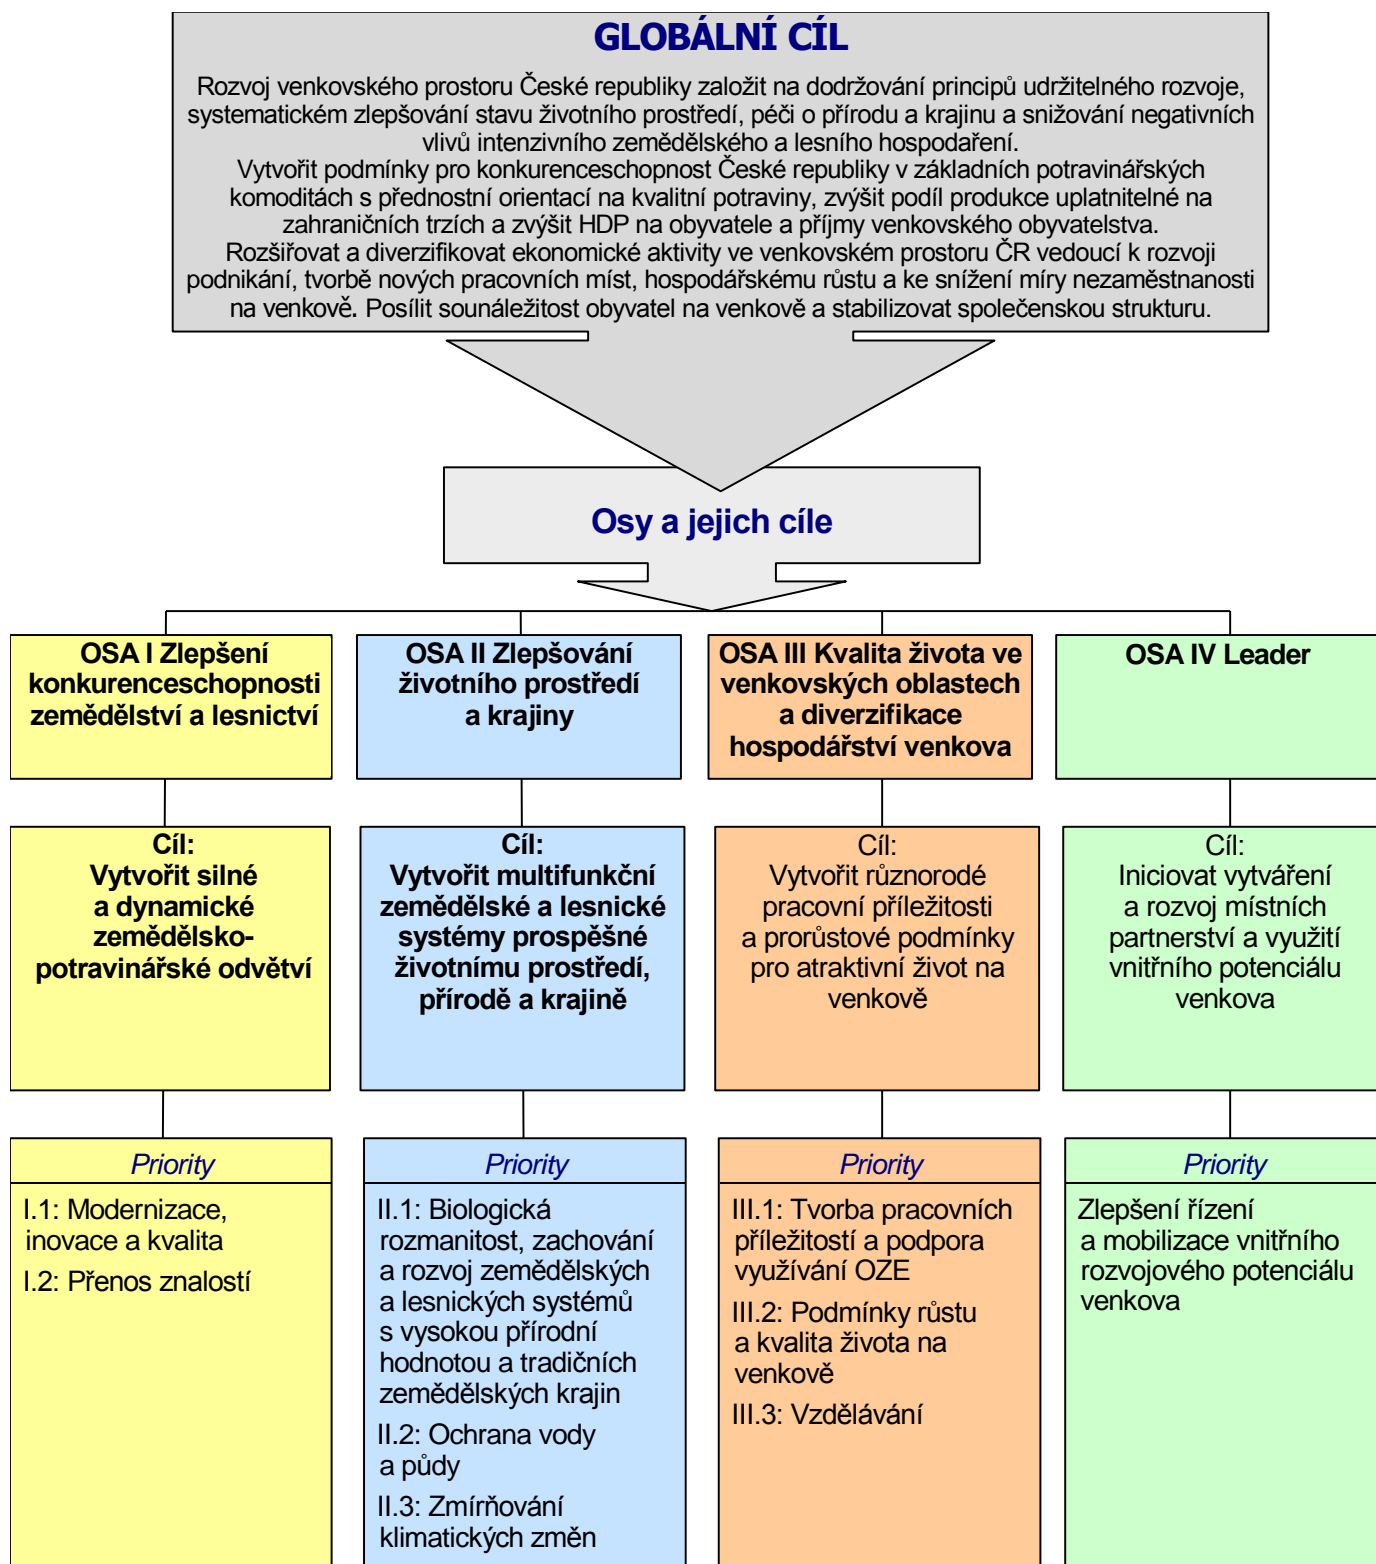 GLOBÁLNÍ CÍL
Rozvoj venkovského prostoru České republiky založit na dodržování principů udržitelného rozvoje,
systematickém zlepšování stavu životního prostředí, péči o přírodu a krajinu a snižování negativních
vlivů intenzivního zemědělského a lesního hospodaření.
Vytvořit podmínky pro konkurenceschopnost České republiky v základních potravinářských
komoditách s přednostní orientací na kvalitní potraviny, zvýšit podíl produkce uplatnitelné na
zahraničních trzích a zvýšit HDP na obyvatele a příjmy venkovského obyvatelstva.
Rozšiřovat a diverzifikovat ekonomické aktivity ve venkovském prostoru ČR vedoucí k rozvoji
podnikání, tvorbě nových pracovních míst, hospodářskému růstu a ke snížení míry nezaměstnanosti
na venkově. Posílit sounáležitost obyvatel na venkově a stabilizovat společenskou strukturu.
Osy a jejich cíle
OSA I Zlepšení
konkurenceschopnosti
zemědělství a lesnictví
OSA II Zlepšování
životního prostředí
a krajiny
OSA III Kvalita života ve
venkovských oblastech
a diverzifikace
hospodářství venkova
OSA IV Leader
Cíl:
Vytvořit silné
a dynamické
zemědělsko-
potravinářské odvětví
Cíl:
Vytvořit multifunkční
zemědělské a lesnické
systémy prospěšné
životnímu prostředí,
přírodě a krajině
Cíl:
Vytvořit různorodé
pracovní příležitosti
a prorůstové podmínky
pro atraktivní život na
venkově
Cíl:
Iniciovat vytváření
a rozvoj místních
partnerství a využití
vnitřního potenciálu
venkova
Priority
I.1: Modernizace,
inovace a kvalita
I.2: Přenos znalostí
Priority
II.1: Biologická
rozmanitost, zachování
a rozvoj zemědělských
a lesnických systémů
s vysokou přírodní
hodnotou a tradičních
zemědělských krajin
II.2: Ochrana vody
a půdy
II.3: Zmírňování
klimatických změn
Priority
III.1: Tvorba pracovních
příležitostí a podpora
využívání OZE
III.2: Podmínky růstu
a kvalita života na
venkově
III.3: Vzdělávání
Priority
Zlepšení řízení
a mobilizace vnitřního
rozvojového potenciálu
venkova